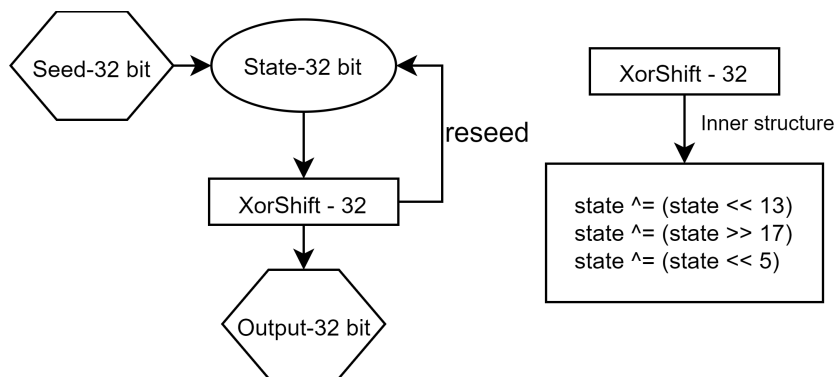 Seed-32 bit
State-32 bit
reseed
XorShift - 32
Output-32 bit
XorShift - 32
Inner structure
state ^= (state << 13)
state ^= (state >> 17)
state ^= (state << 5)